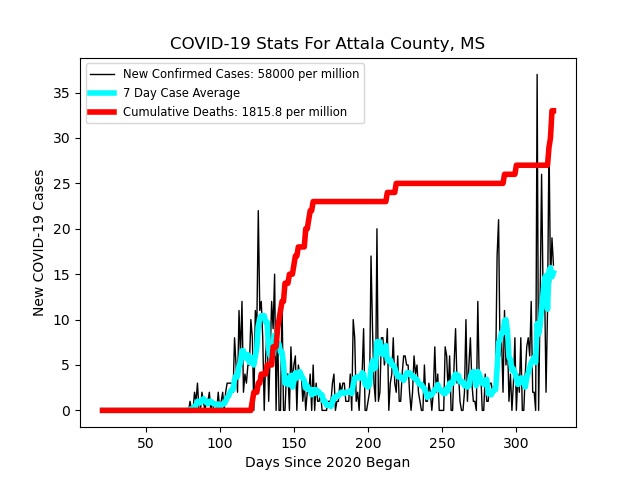 COVID-19 Stats For Attala County, MS
New Confirmed Cases: 58000 per million
7 Day Case Average
Cumulative Deaths: 1815.8 per million
New COVID-19 Cases
35
30
25
20
15
10
5
0
50 100 150 200 250 300
Days Since 2020 Began